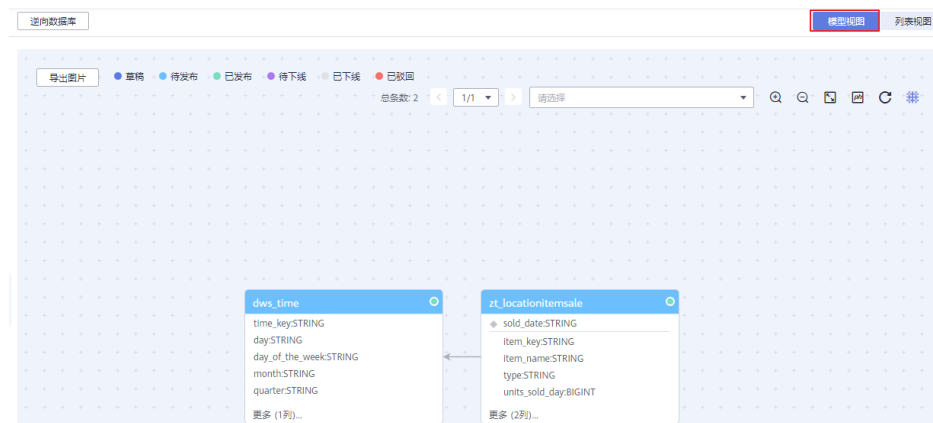 逆向数据库
模型视图
列表视图
导出图片
草稿
待发布
已发布
待下线
已下线
已驳回
总条数: 2
1/1
请选择
dws_time
time_key:STRING
day:STRING
day_of_the_week:STRING
month:STRING
quarter:STRING
更多 (1列)...
zt_locationitemsale
sold_date:STRING
item_key:STRING
item_name:STRING
type:STRING
units_sold_day:BIGINT
更多 (2列)...